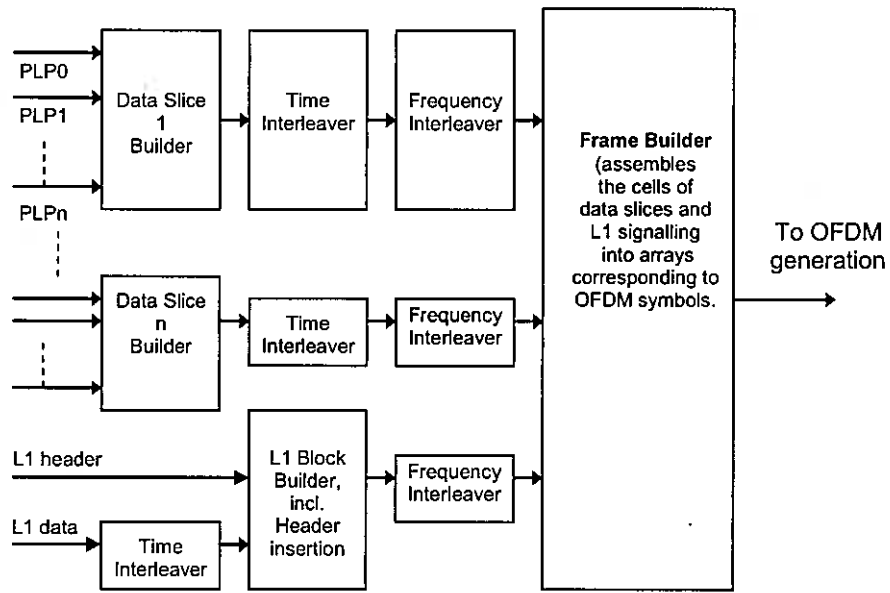 PLP0
PLP1
PLPn
Data Slice
1
Builder
Time
Interleaver
Frequency
Interleaver
Frame Builder
(assembles
the cells of
data slices and
L1 signalling
into arrays
corresponding to
OFDM symbols.
To OFDM
generation
Data Slice
n
Builder
Time
Interleaver
Frequency
Interleaver
L1 header
L1 data
Time
Interleaver
L1 Block
Builder,
incl.
Header
insertion
Frequency
Interleaver